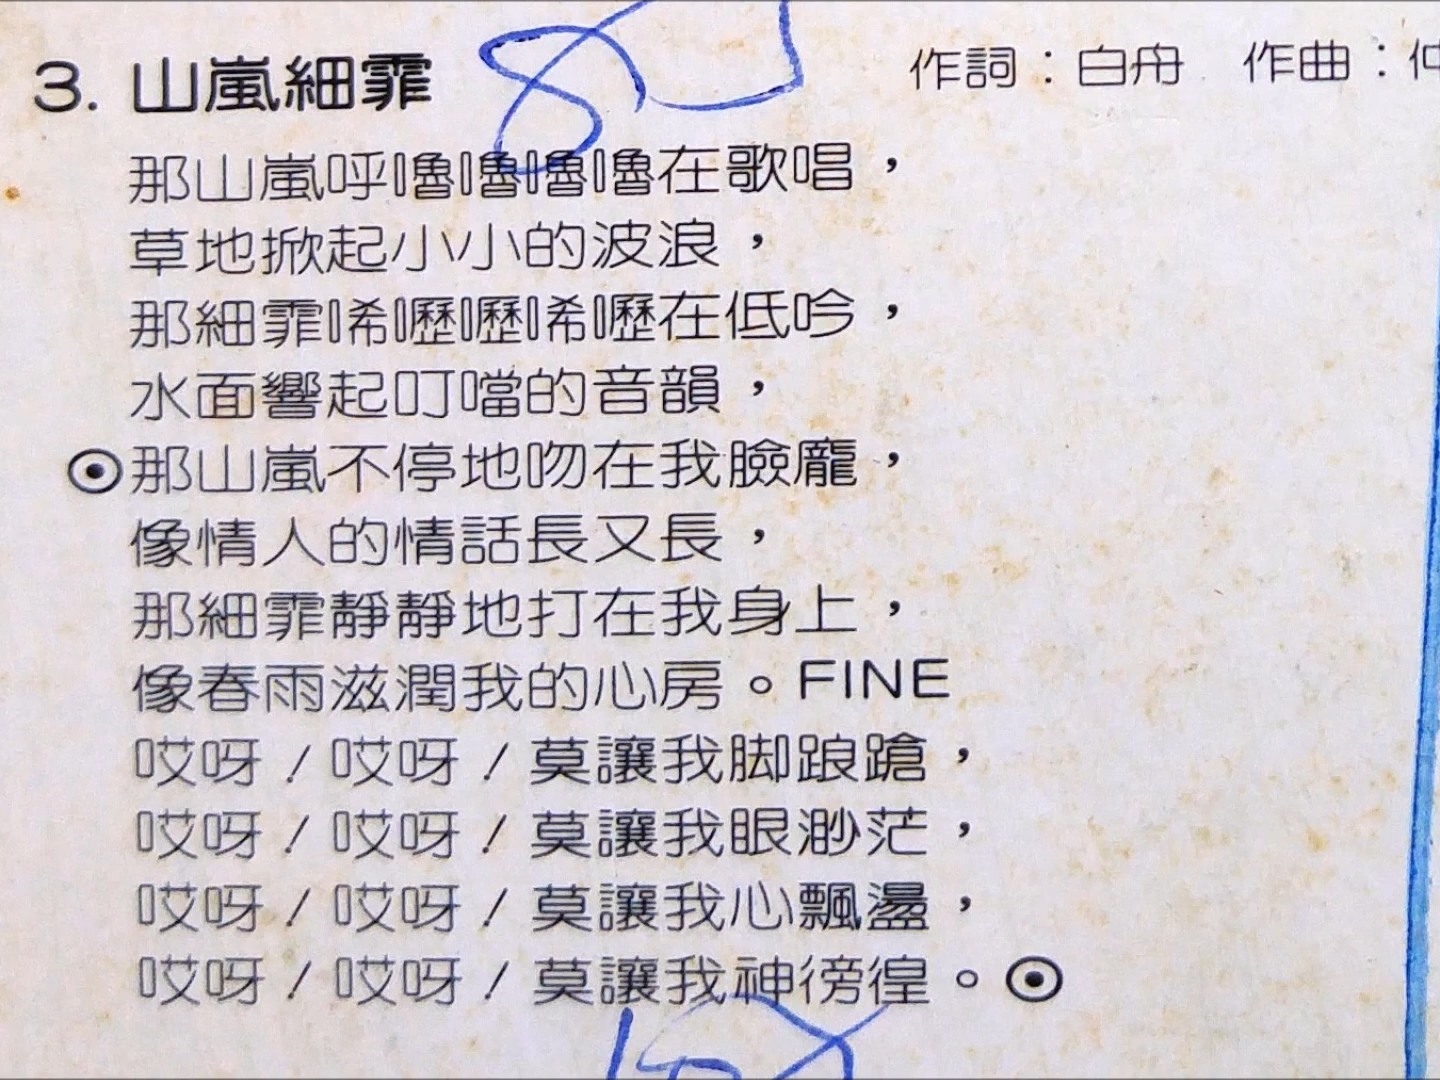 3. 山嵐細霏 作詞：白舟 作曲：仲
那山嵐呼嚕嚕嚕嚕在歌唱，
草地掀起小小的波浪，
那細霏唏嚦嚦唏嚦在低吟，
水面響起叮噹的音韻，
⊙那山嵐不停地吻在我臉龐，
像情人的情話長又長，
那細霏靜靜地打在我身上，
像春雨滋潤我的心房。FINE
哎呀／哎呀／莫讓我脚踉蹌，
哎呀／哎呀／莫讓我眼渺茫，
哎呀／哎呀／莫讓我心飄盪，
哎呀／哎呀／莫讓我神徬徨。⊙